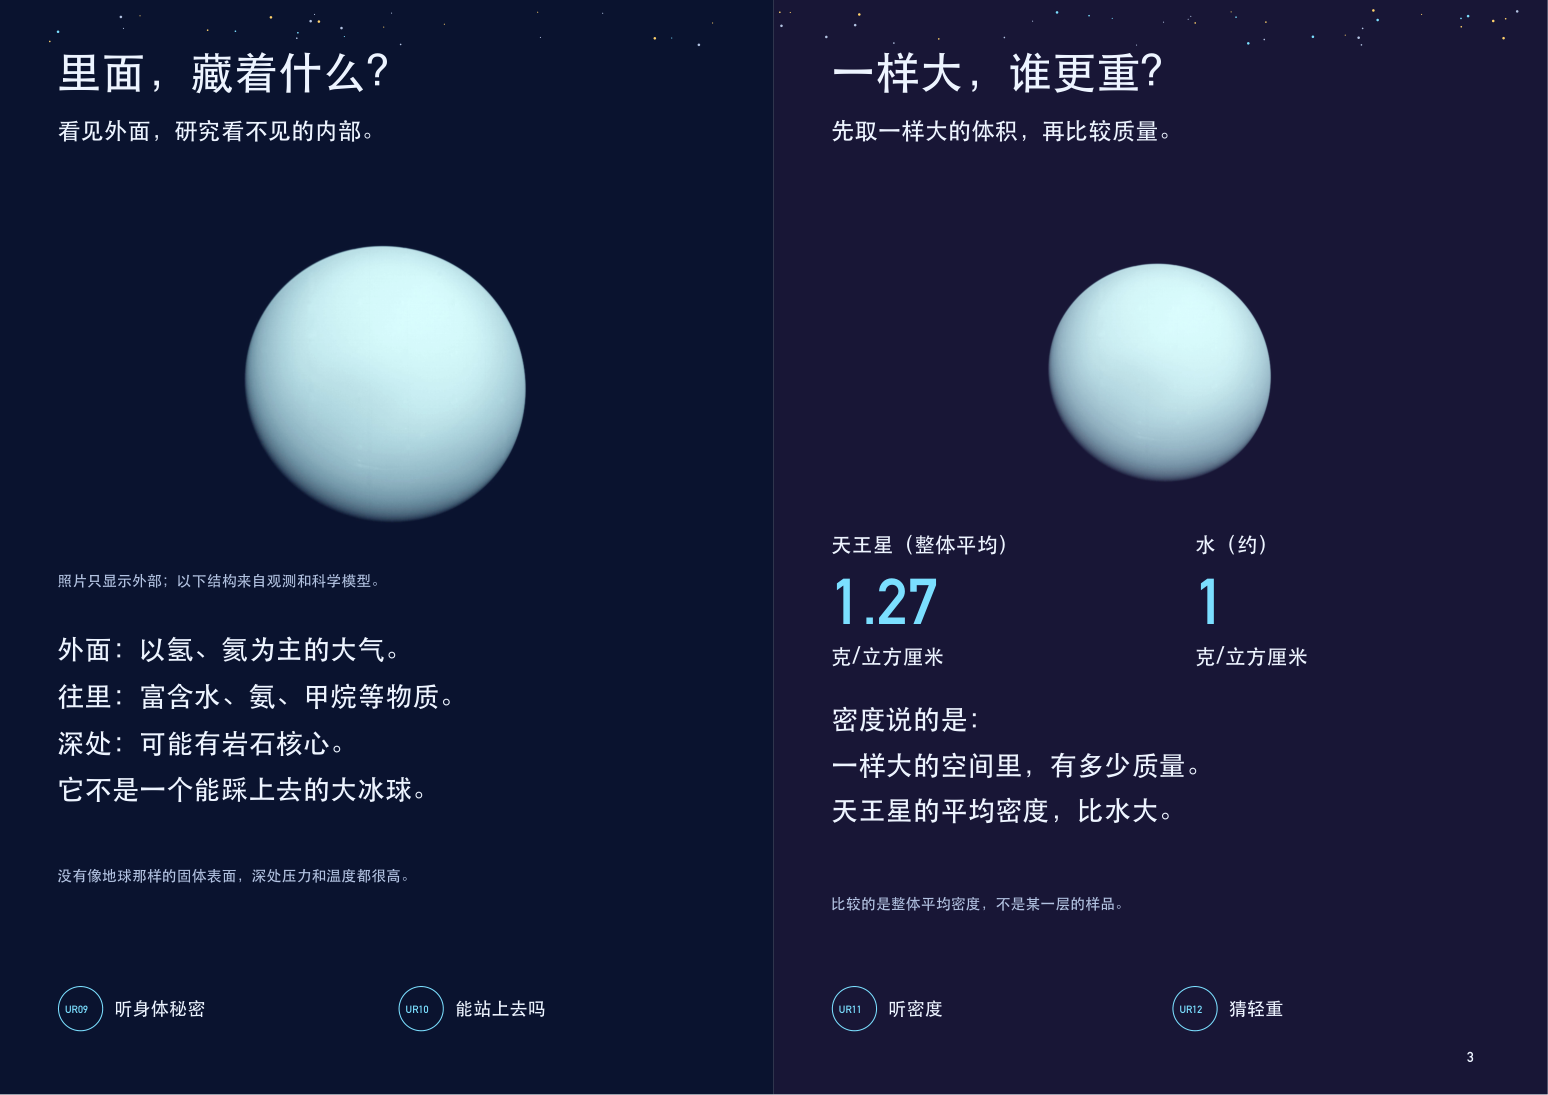 里面，藏着什么？
看见外面，研究看不见的内部。
照片只显示外部；以下结构来自观测和科学模型。
外面：以氢、氦为主的大气。
往里：富含水、氨、甲烷等物质。
深处：可能有岩石核心。
它不是一个能踩上去的大冰球。
没有像地球那样的固体表面，深处压力和温度都很高。
UR09 听身体秘密
UR10 能站上去吗
一样大，谁更重？
先取一样大的体积，再比较质量。
天王星（整体平均）
1.27
克/立方厘米
水（约）
1
克/立方厘米
密度说的是：
一样大的空间里，有多少质量。
天王星的平均密度，比水大。
比较的是整体平均密度，不是某一层的样品。
UR11 听密度
UR12 猜轻重
3